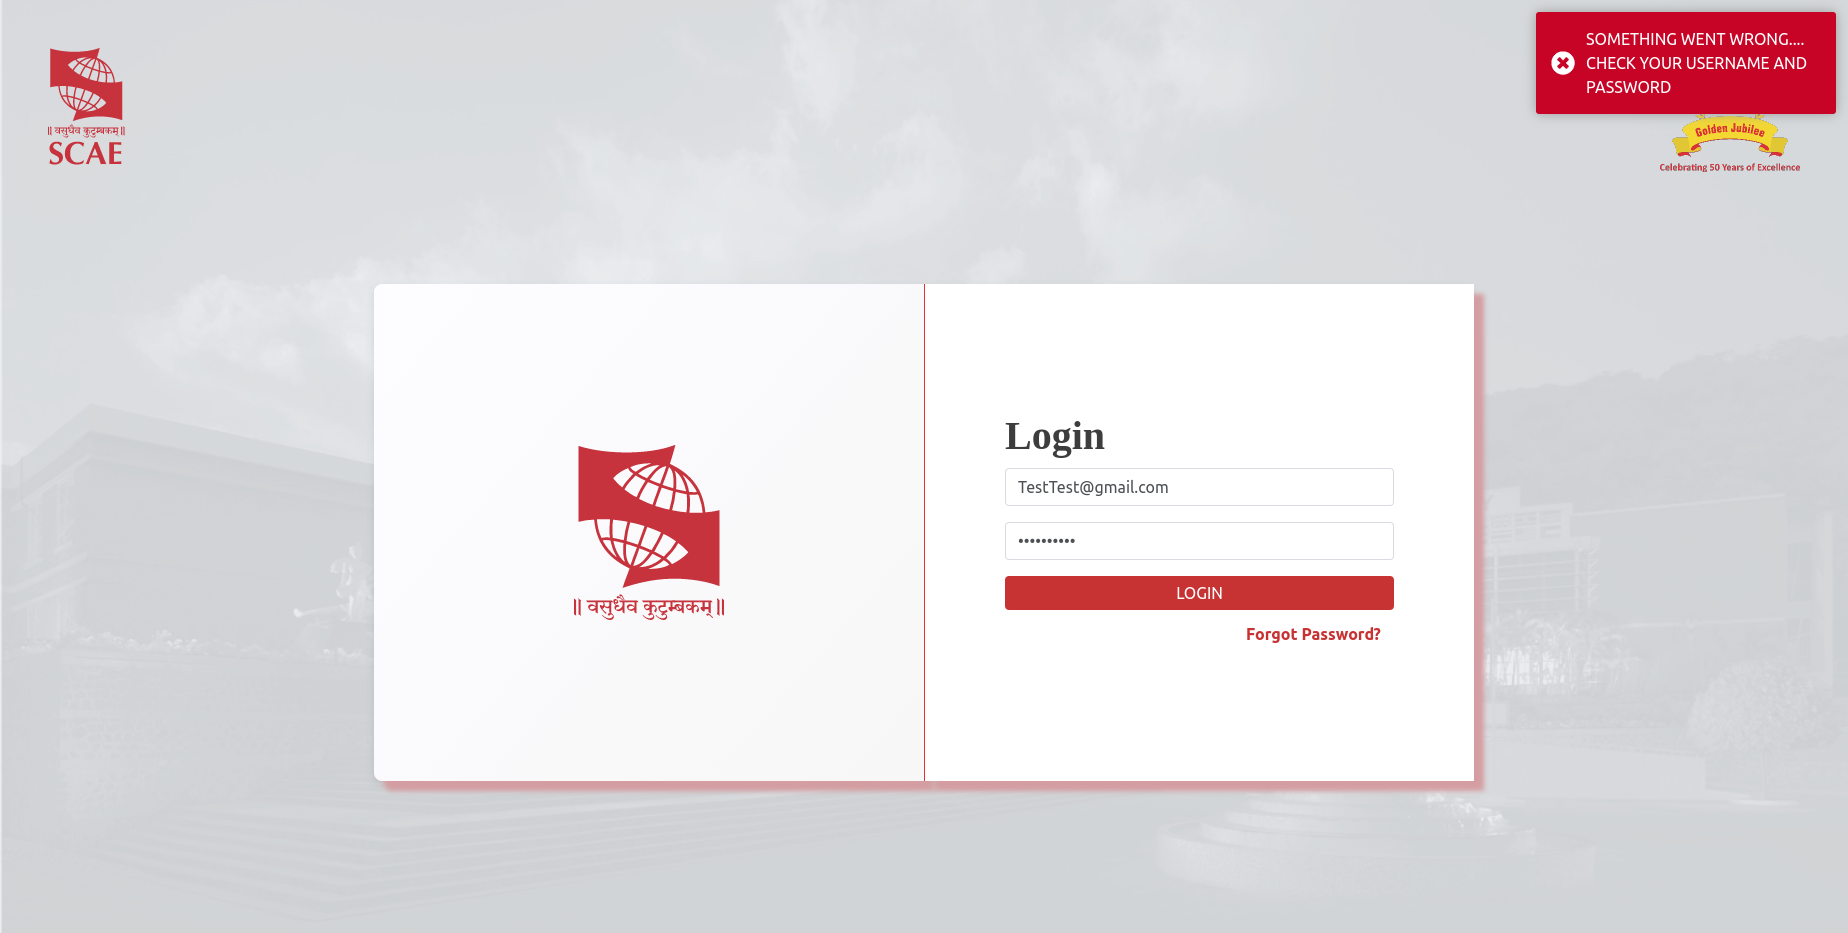 ॥ वसुधैव कुटुम्बकम् ॥
SCAE
SOMETHING WENT WRONG....
CHECK YOUR USERNAME AND
PASSWORD
Golden Jubilee
Celebrating 50 Years of Excellence
॥ वसुधैव कुटुम्बकम् ॥
Login
TestTest@gmail.com
••••••••••
LOGIN
Forgot Password?